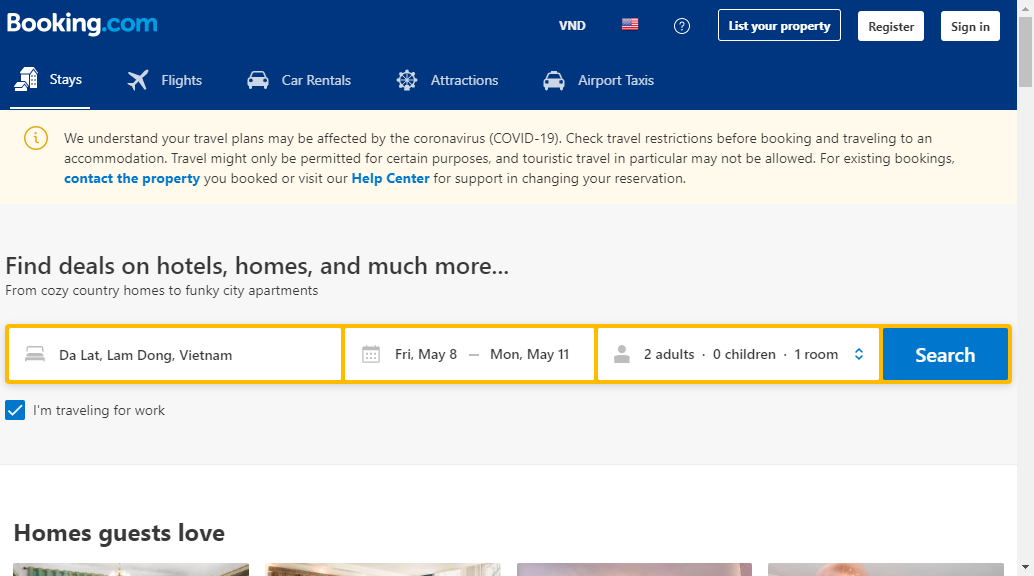 Booking.com
VND
List your property
Register
Sign in
Stays
Flights
Car Rentals
Attractions
Airport Taxis
We understand your travel plans may be affected by the coronavirus (COVID-19). Check travel restrictions before booking and traveling to an
accommodation. Travel might only be permitted for certain purposes, and touristic travel in particular may not be allowed. For existing bookings,
contact the property you booked or visit our Help Center for support in changing your reservation.
Find deals on hotels, homes, and much more...
From cozy country homes to funky city apartments
Da Lat, Lam Dong, Vietnam
Fri, May 8 — Mon, May 11
2 adults · 0 children · 1 room
Search
I'm traveling for work
Homes guests love